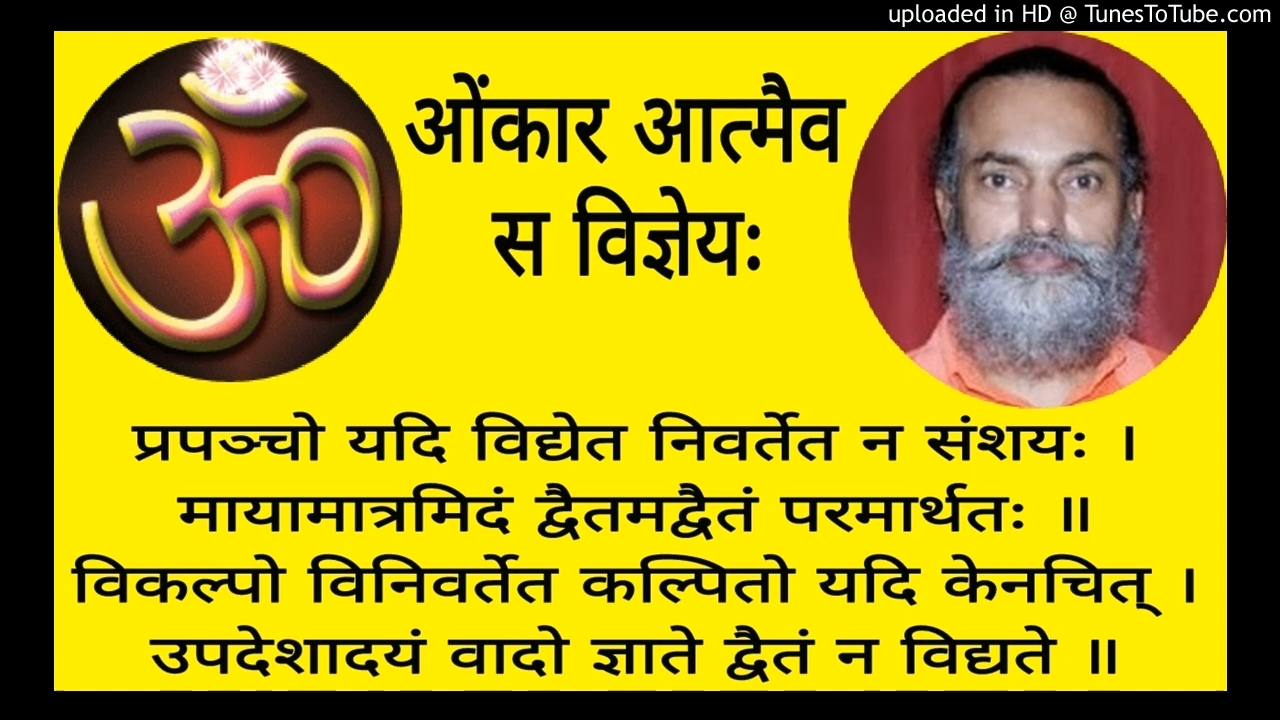 uploaded in HD @ TunesToTube.com
ॐ
ओंकार आत्मैव
स विज्ञेयः
प्रपञ्चो यदि विद्येत निवर्तेत न संशयः ।
मायामात्रमिदं द्वैतमद्वैतं परमार्थतः ॥
विकल्पो विनिवर्तेत कल्पितो यदि केनचित् ।
उपदेशादयं वादो ज्ञाते द्वैतं न विद्यते ॥